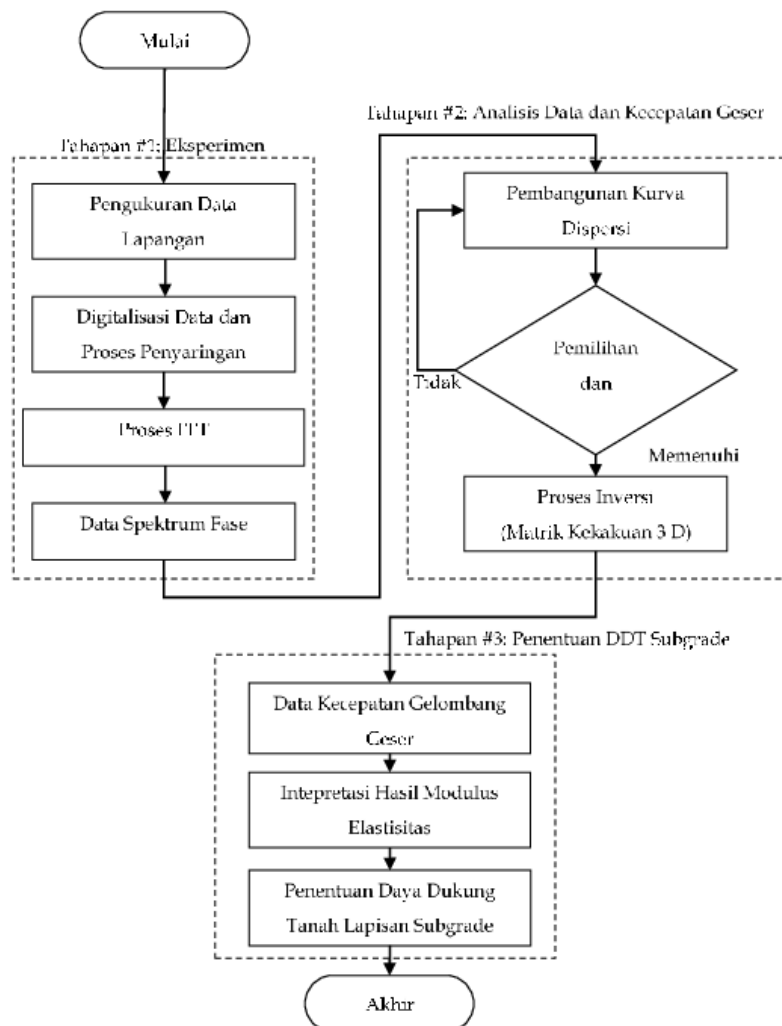 Mulai
Tahapan #1: Eksperimen
Pengukuran Data
Lapangan
Digitalisasi Data dan
Proses Penyaringan
Proses FFT
Data Spektrum Fase
Tahapan #2: Analisis Data dan Kecepatan Geser
Pembangunan Kurva
Dispersi
Pemilihan
dan
Tidak
Memenuhi
Proses Inversi
(Matrik Kekakuan 3 D)
Tahapan #3: Penentuan DDT Subgrade
Data Kecepatan Gelombang
Geser
Intepretasi Hasil Modulus
Elastisitas
Penentuan Daya Dukung
Tanah Lapisan Subgrade
Akhir